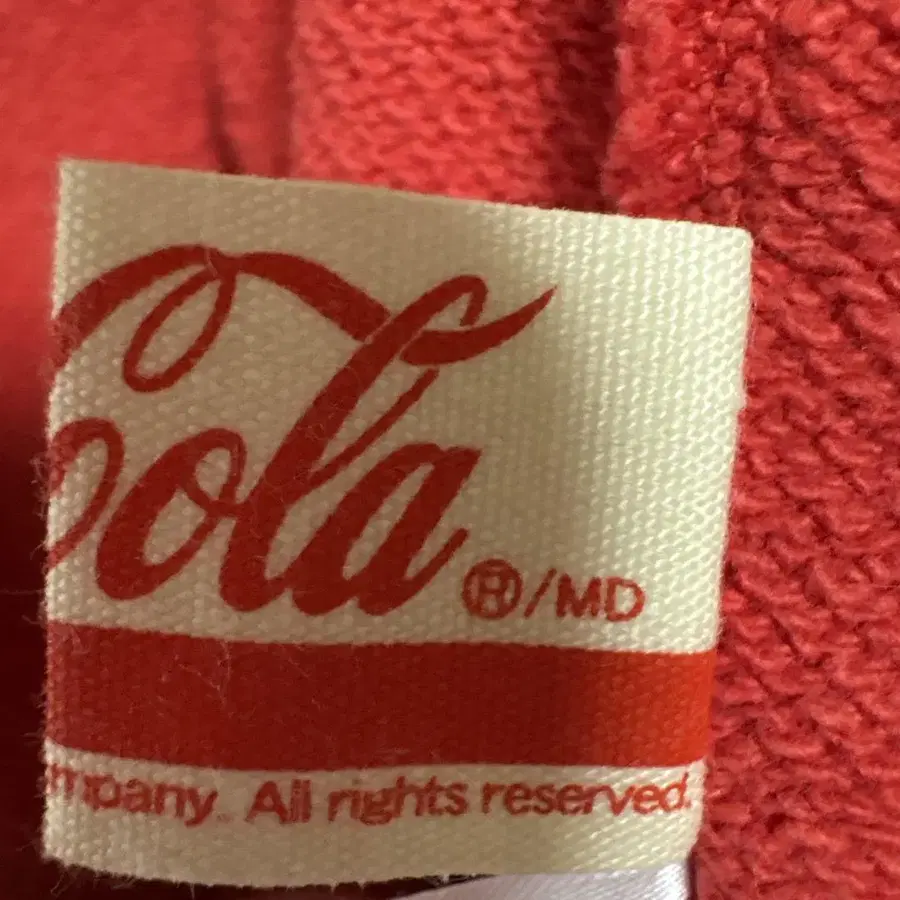 Cola ®/MD
mpany. All rights reserved.